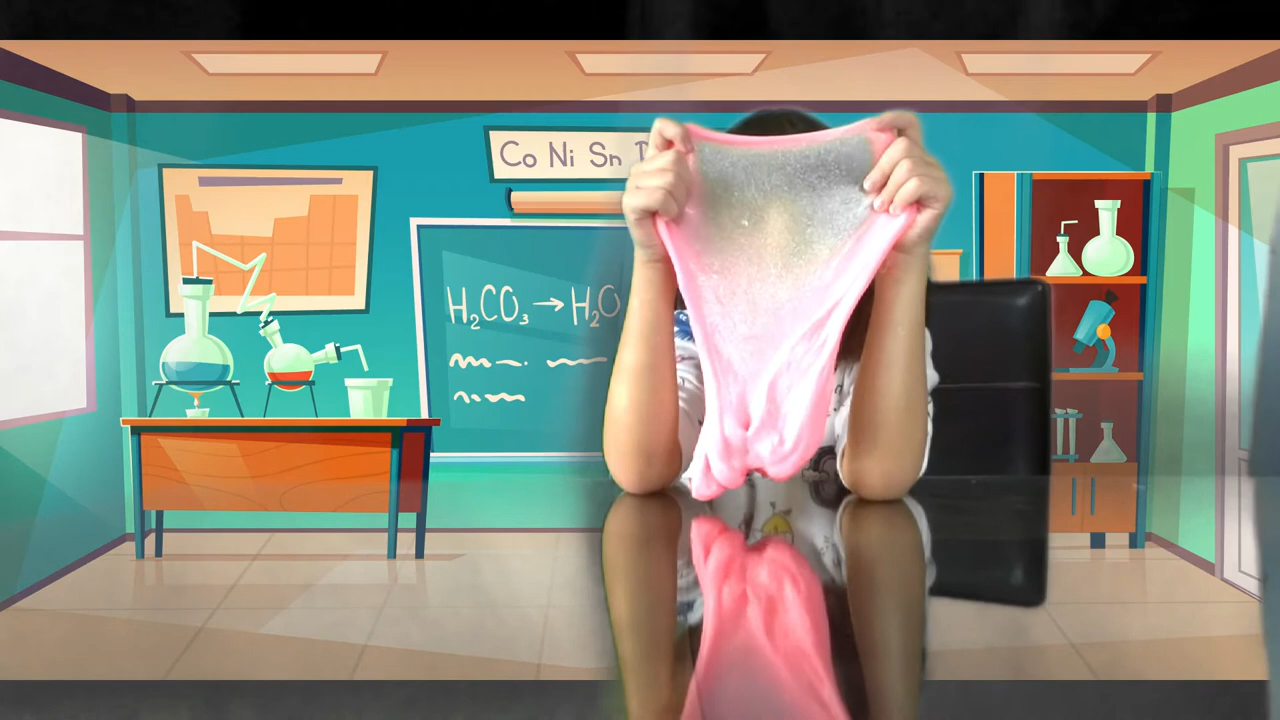 Co Ni Sn
H₂CO₃ → H₂O